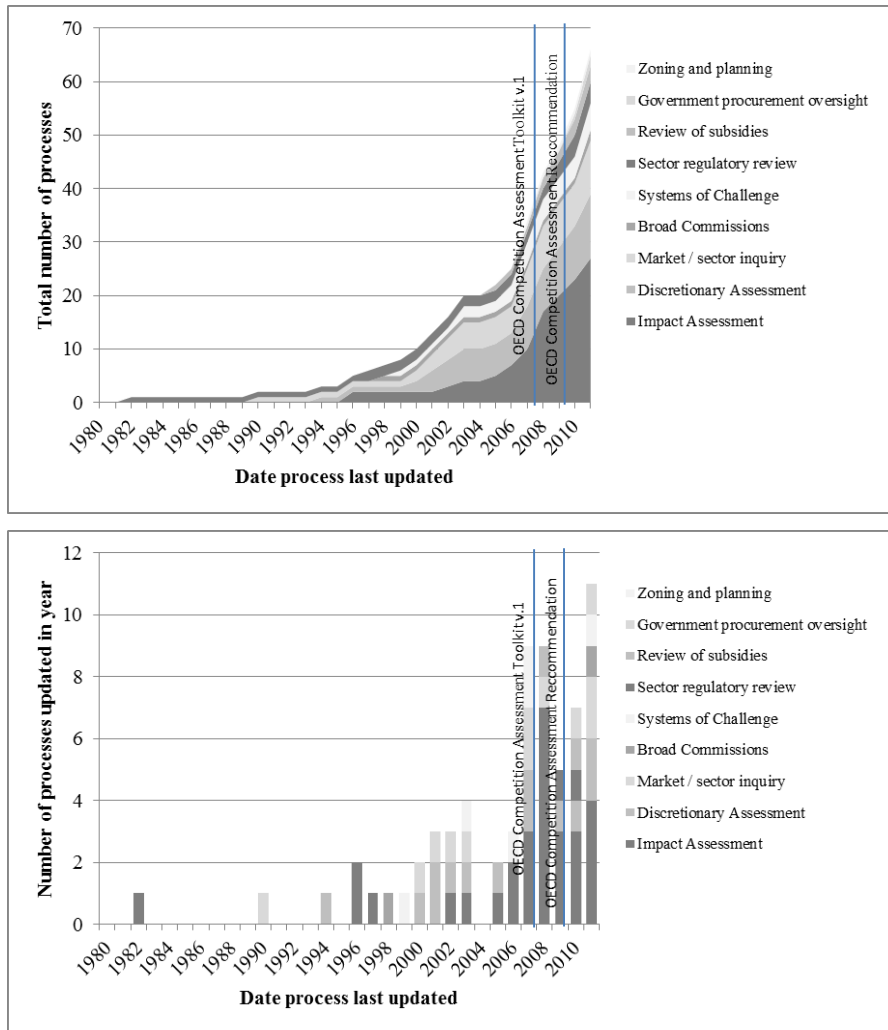 70
60
50
40
30
20
10
0
Total number of processes
OECD Competition Assessment Toolkit v.1
OECD Competition Assessment Reccommendation
1980
1982
1984
1986
1988
1990
1992
1994
1996
1998
2000
2002
2004
2006
2008
2010
Date process last updated
Zoning and planning
Government procurement oversight
Review of subsidies
Sector regulatory review
Systems of Challenge
Broad Commissions
Market / sector inquiry
Discretionary Assessment
Impact Assessment
12
10
8
6
4
2
0
Number of processes updated in year
OECD Competition Assessment Toolkit v.1
OECD Competition Assessment Reccommendation
1980
1982
1984
1986
1988
1990
1992
1994
1996
1998
2000
2002
2004
2006
2008
2010
Date process last updated
Zoning and planning
Government procurement oversight
Review of subsidies
Sector regulatory review
Systems of Challenge
Broad Commissions
Market / sector inquiry
Discretionary Assessment
Impact Assessment